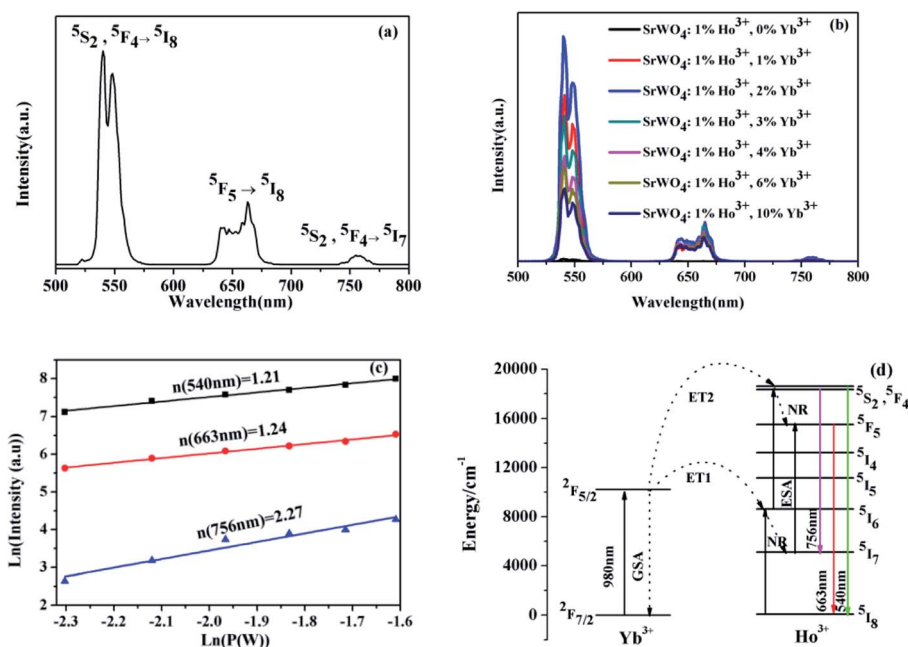 (a)
⁵S₂ , ⁵F₄→ ⁵I₈
⁵F₅ → ⁵I₈
⁵S₂ , ⁵F₄→ ⁵I₇
Intensity(a.u.)
500 550 600 650 700 750 800
Wavelength(nm)
(b)
SrWO₄: 1% Ho³⁺, 0% Yb³⁺
SrWO₄: 1% Ho³⁺, 1% Yb³⁺
SrWO₄: 1% Ho³⁺, 2% Yb³⁺
SrWO₄: 1% Ho³⁺, 3% Yb³⁺
SrWO₄: 1% Ho³⁺, 4% Yb³⁺
SrWO₄: 1% Ho³⁺, 6% Yb³⁺
SrWO₄: 1% Ho³⁺, 10% Yb³⁺
Intensity(a.u.)
500 550 600 650 700 750 800
Wavelength(nm)
(c)
n(540nm)=1.21
n(663nm)=1.24
n(756nm)=2.27
Ln(Intensity (a.u))
8
7
6
5
4
3
2
-2.3 -2.2 -2.1 -2.0 -1.9 -1.8 -1.7 -1.6
Ln(P(W))
(d)
Energy/cm⁻¹
20000
16000
12000
8000
4000
0
²F₅/₂
²F₇/₂
980nm
GSA
ET2
ET1
NR
NR
ESA
756nm
663nm
540nm
⁵S₂ ,⁵F₄
⁵F₅
⁵I₄
⁵I₅
⁵I₆
⁵I₇
⁵I₈
Yb³⁺
Ho³⁺